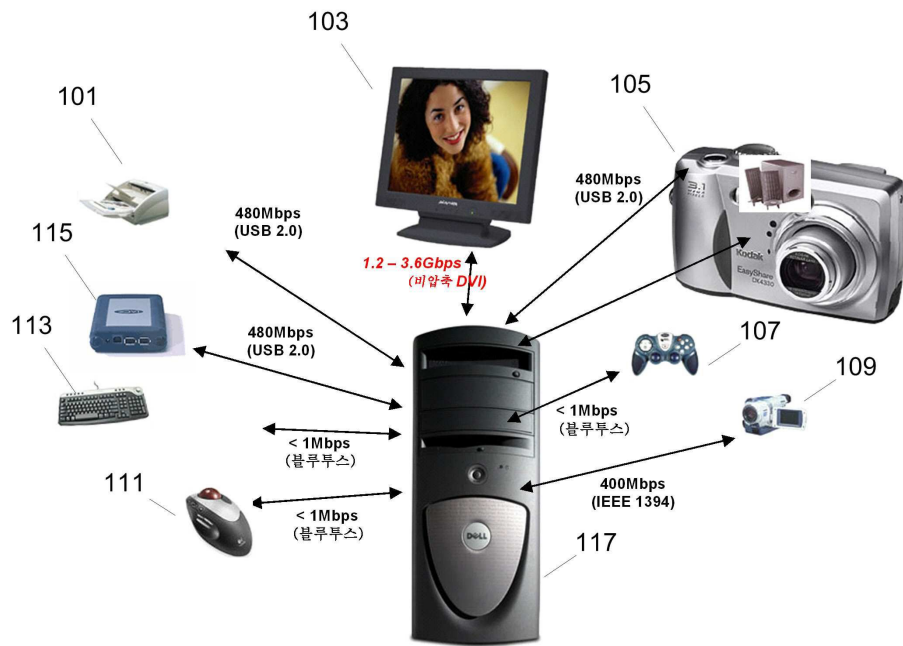 103
101
105
3.1
480Mbps
(USB 2.0)
480Mbps
(USB 2.0)
115
1.2 – 3.6Gbps
(비압축 DVI)
Kodak
EasyShare
DX4330
480Mbps
(USB 2.0)
113
107
109
< 1Mbps
(블루투스)
< 1Mbps
(블루투스)
111
400Mbps
(IEEE 1394)
< 1Mbps
(블루투스)
DELL
117